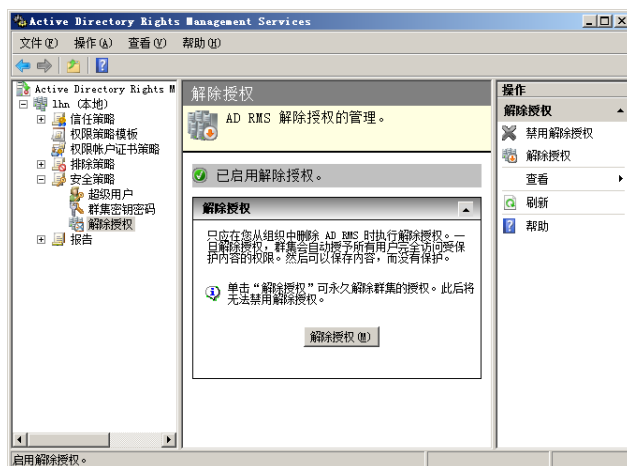 Active Directory Rights Management Services
文件(F) 操作(A) 查看(V) 帮助(H)
Active Directory Rights M
lhn (本地)
信任策略
权限策略模板
权限帐户证书策略
排除策略
安全策略
超级用户
群集密钥密码
解除授权
报告
解除授权
AD RMS 解除授权的管理。
已启用解除授权。
解除授权
只应在您从组织中删除 AD RMS 时执行解除授权。一
旦解除授权，群集会自动授予所有用户完全访问受保
护内容的权限。然后可以保存内容，而没有保护。
单击“解除授权”可永久解除群集的授权。此后将
无法禁用解除授权。
解除授权(M)
操作
解除授权
禁用解除授权
解除授权
查看
刷新
帮助
启用解除授权。